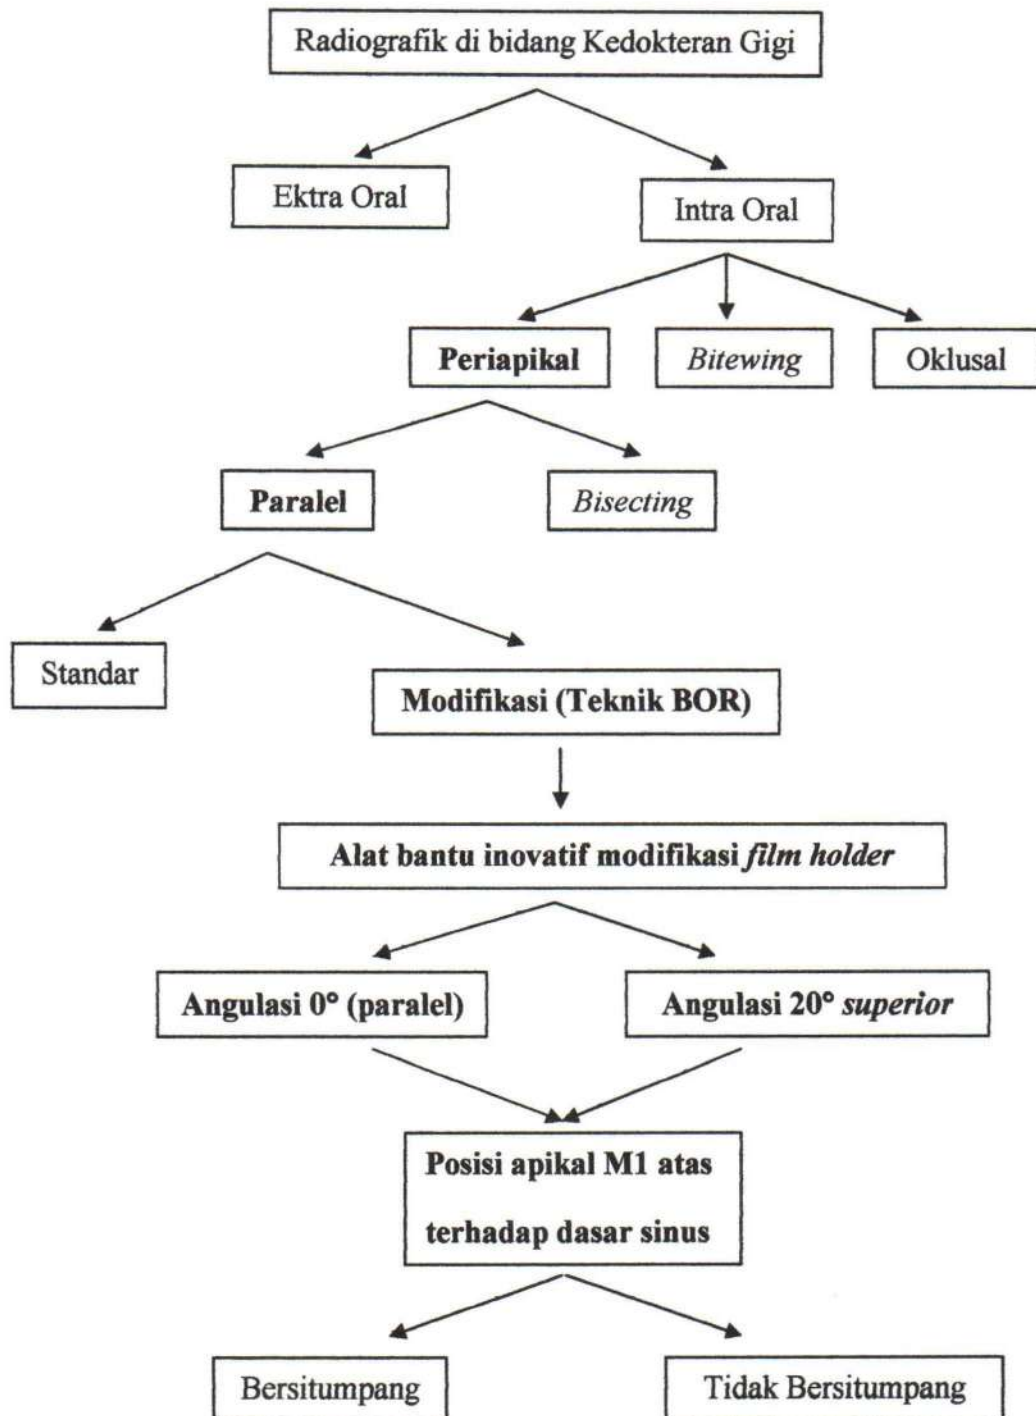 Radiografik di bidang Kedokteran Gigi
Ektra Oral
Intra Oral
Periapikal
Bitewing
Oklusal
Paralel
Bisecting
Standar
Modifikasi (Teknik BOR)
Alat bantu inovatif modifikasi film holder
Angulasi 0° (paralel)
Angulasi 20° superior
Posisi apikal M1 atas
terhadap dasar sinus
Bersitumpang
Tidak Bersitumpang